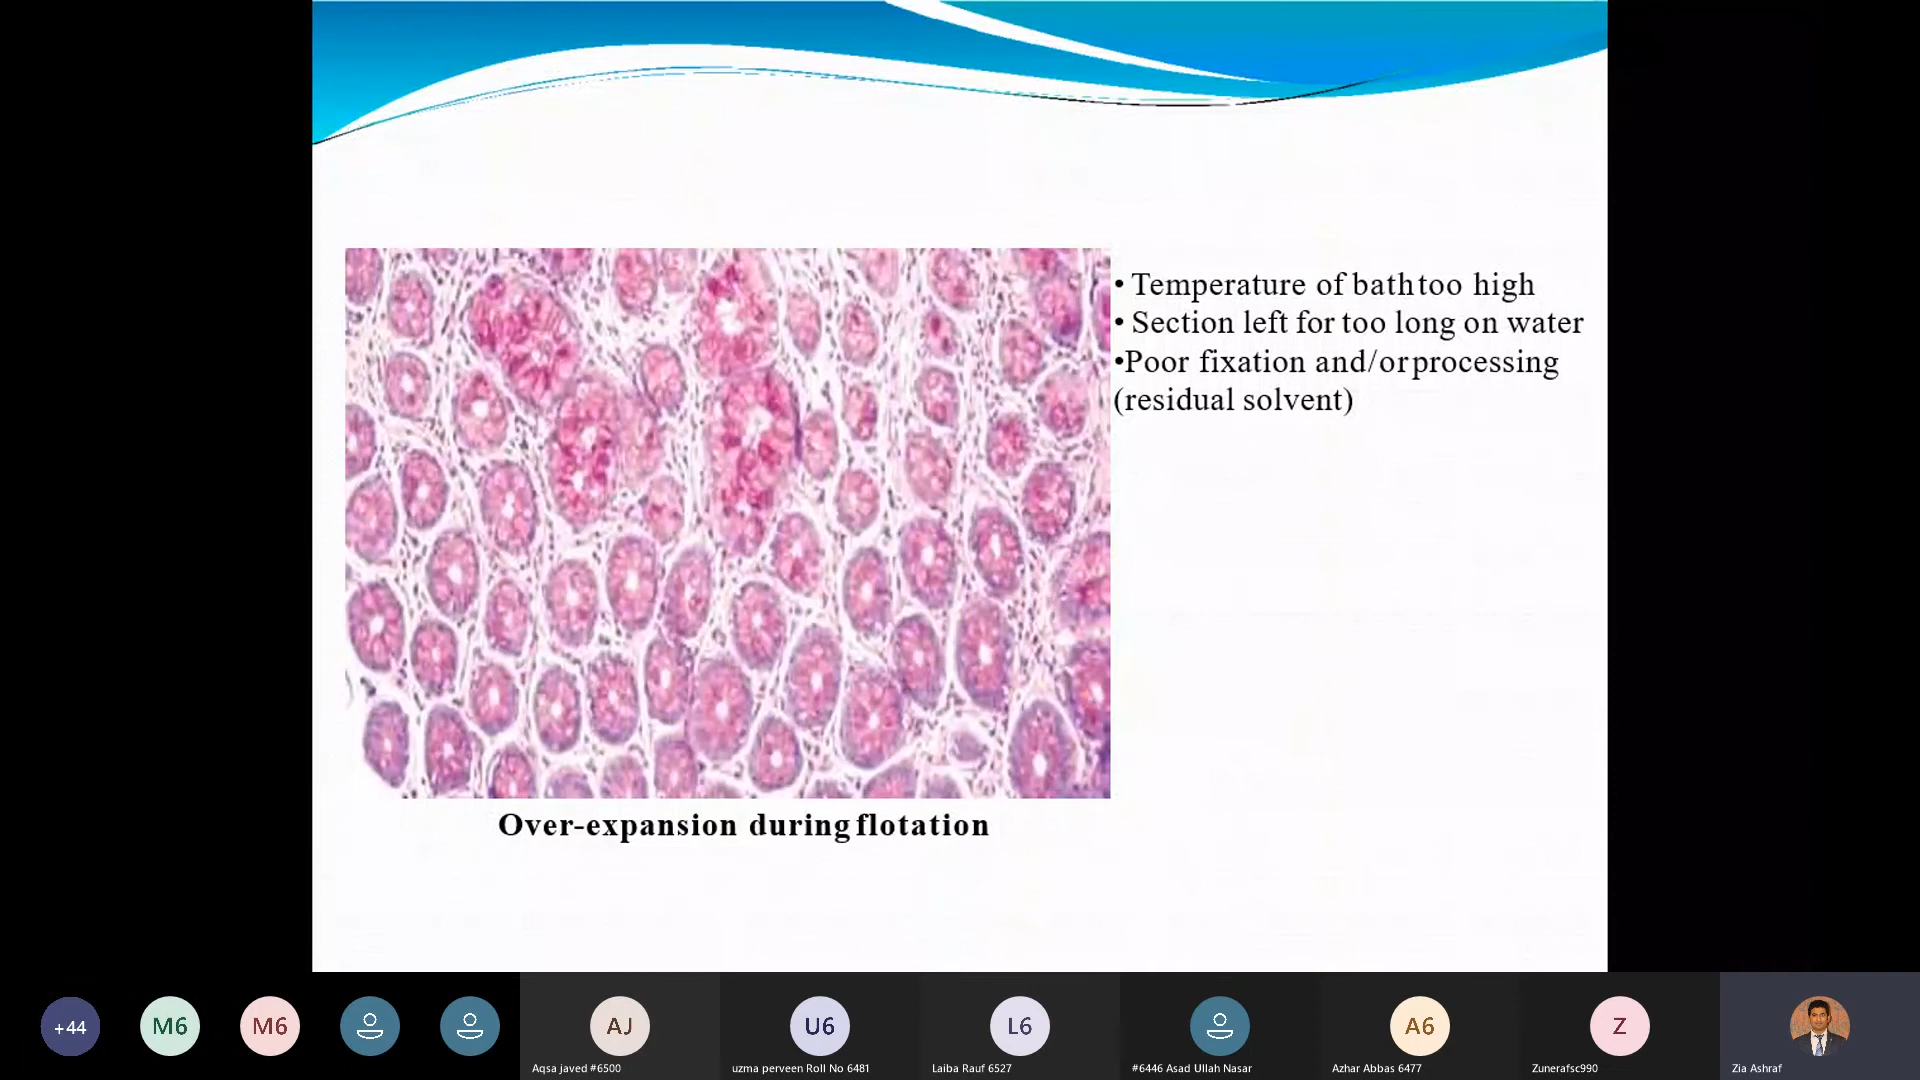 • Temperature of bath too high
• Section left for too long on water
•Poor fixation and/or processing
(residual solvent)
Over-expansion during flotation
+44
M6
M6
AJ
U6
L6
A6
Z
Aqsa javed #6500
uzma perveen Roll No 6481
Laiba Rauf 6527
#6446 Asad Ullah Nasar
Azhar Abbas 6477
Zunerafsc990
Zia Ashraf